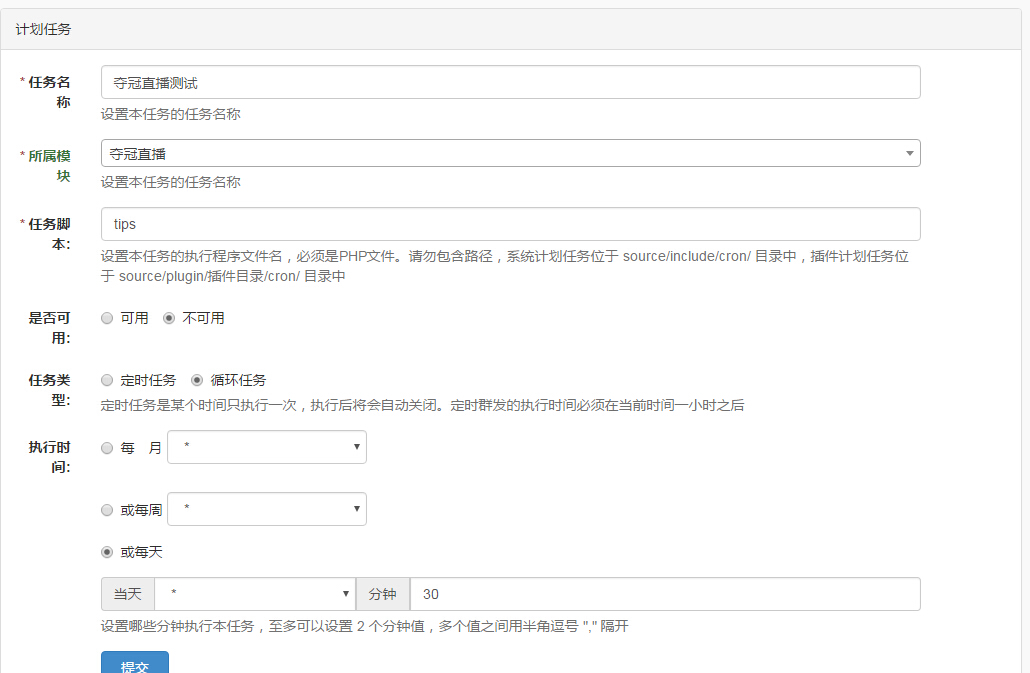 计划任务
* 任务名
称
夺冠直播测试
设置本任务的任务名称
* 所属模
块
夺冠直播
设置本任务的任务名称
* 任务脚
本:
tips
设置本任务的执行程序文件名，必须是PHP文件。请勿包含路径，系统计划任务位于 source/include/cron/ 目录中，插件计划任务位
于 source/plugin/插件目录/cron/ 目录中
是否可
用:
可用 不可用
任务类
型:
定时任务 循环任务
定时任务是某个时间只执行一次，执行后将会自动关闭。定时群发的执行时间必须在当前时间一小时之后
执行时
间:
每 月 *
或每周 *
或每天
当天 * 分钟 30
设置哪些分钟执行本任务，至多可以设置 2 个分钟值，多个值之间用半角逗号 "," 隔开
提交